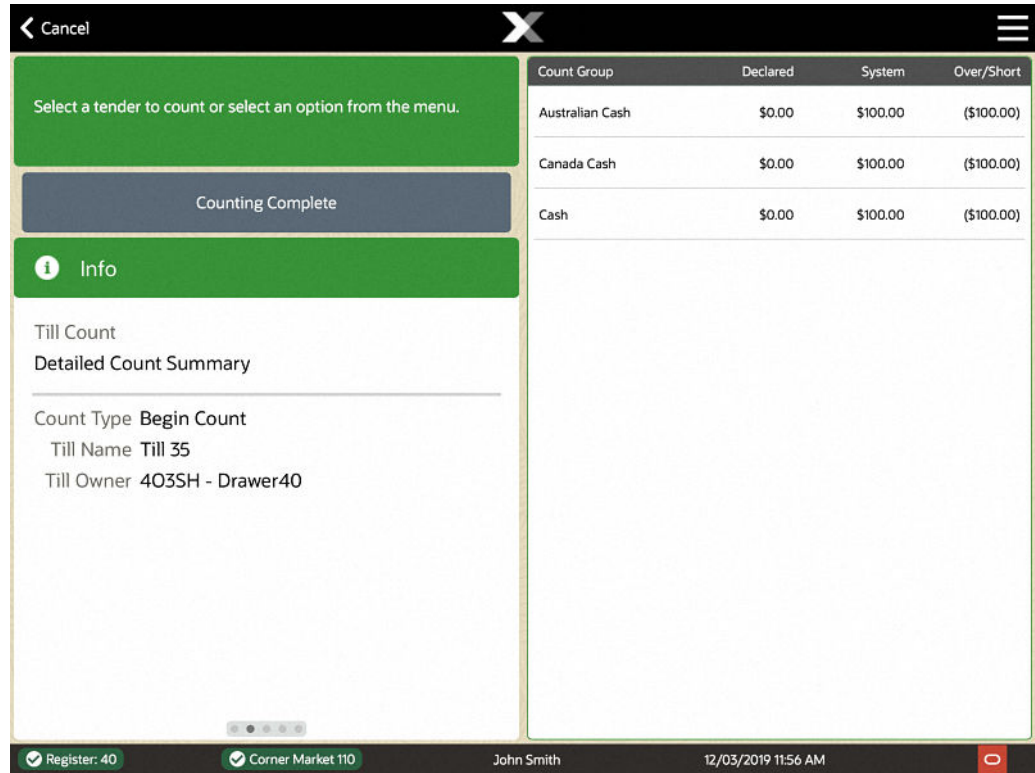 Cancel
Select a tender to count or select an option from the menu.
Counting Complete
Info
Till Count
Detailed Count Summary
Count Type Begin Count
Till Name Till 35
Till Owner 4O3SH - Drawer40
Count Group Declared System Over/Short
Australian Cash $0.00 $100.00 ($100.00)
Canada Cash $0.00 $100.00 ($100.00)
Cash $0.00 $100.00 ($100.00)
Register: 40 Corner Market 110 John Smith 12/03/2019 11:56 AM